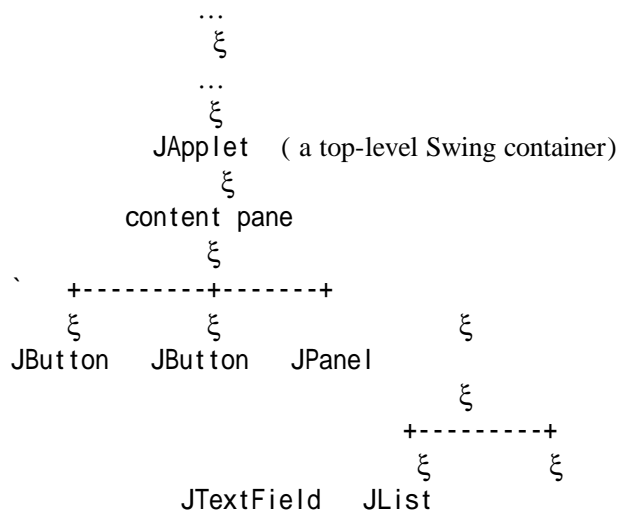 ...
ξ
...
ξ
JApplet ( a top-level Swing container)
ξ
content pane
ξ
` +---------+-------+
ξ ξ ξ
JButton JButton JPanel
ξ
+---------+
ξ ξ
JTextField JList